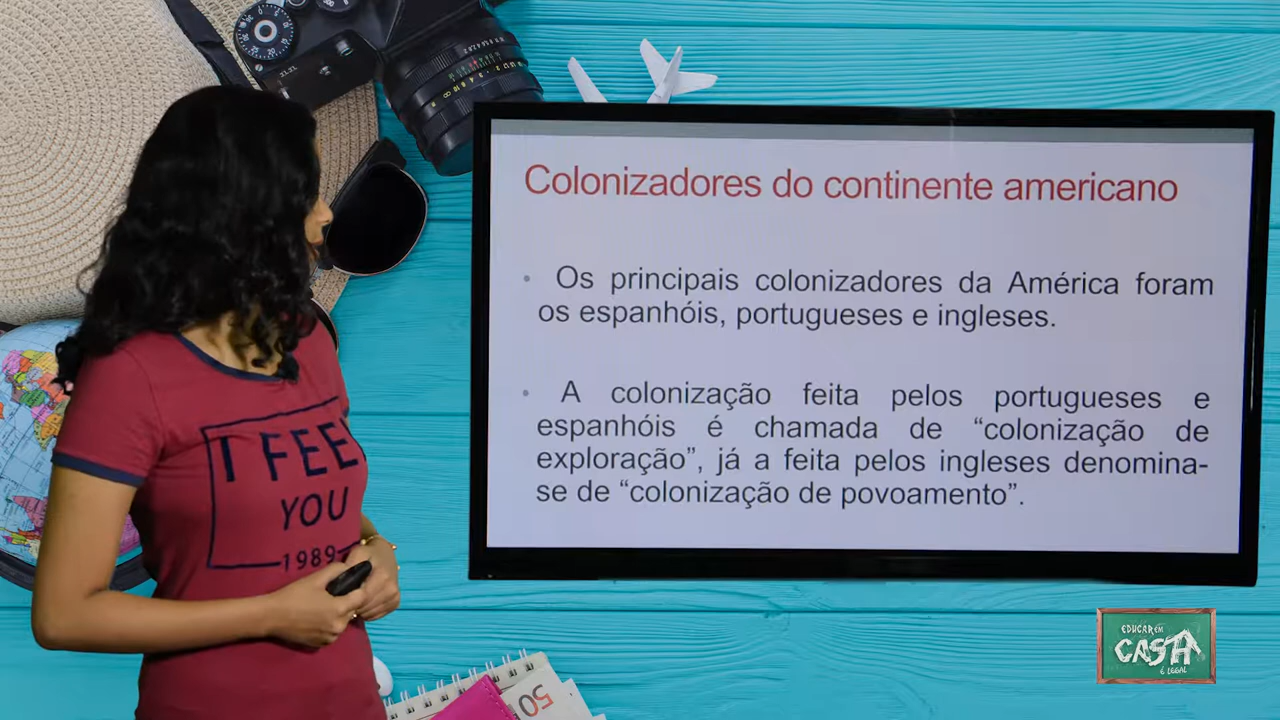 Colonizadores do continente americano
• Os principais colonizadores da América foram
os espanhóis, portugueses e ingleses.
• A colonização feita pelos portugueses e
espanhóis é chamada de “colonização de
exploração”, já a feita pelos ingleses denomina-
se de “colonização de povoamento”.
I FEEL
YOU
1989
EDUCAR EM
CASA
É LEGAL
50